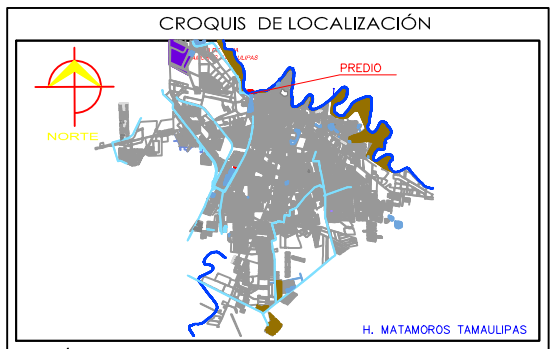 CROQUIS DE LOCALIZACIÓN
PREDIO
NORTE
H. MATAMOROS TAMAULIPAS